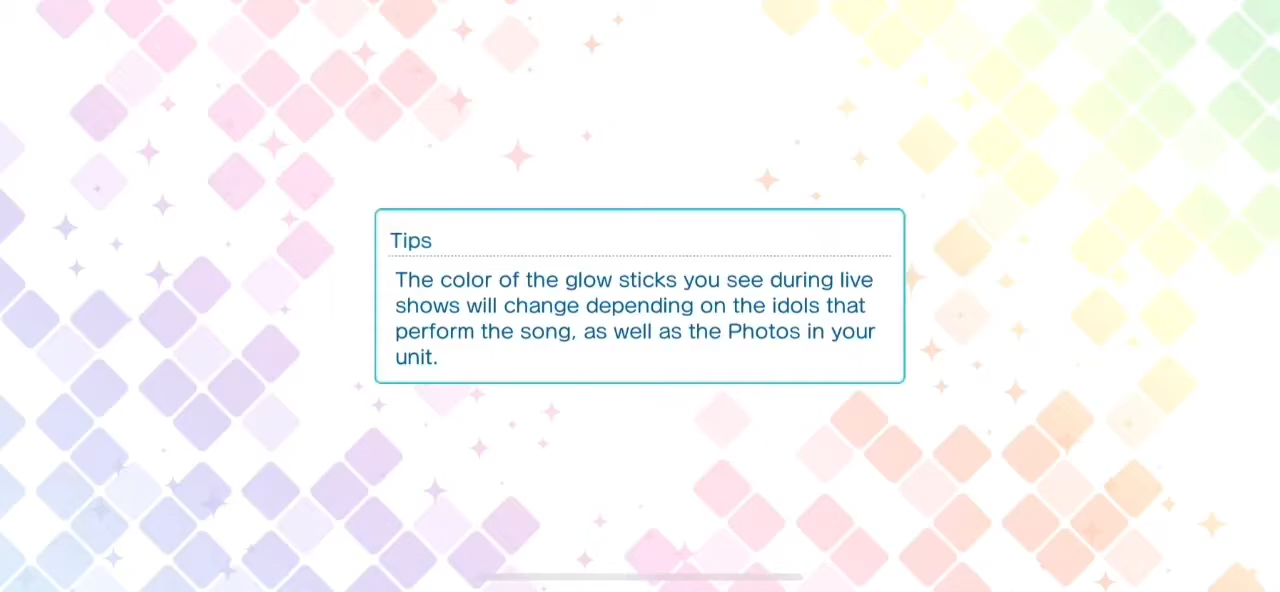 Tips
The color of the glow sticks you see during live
shows will change depending on the idols that
perform the song, as well as the Photos in your
unit.